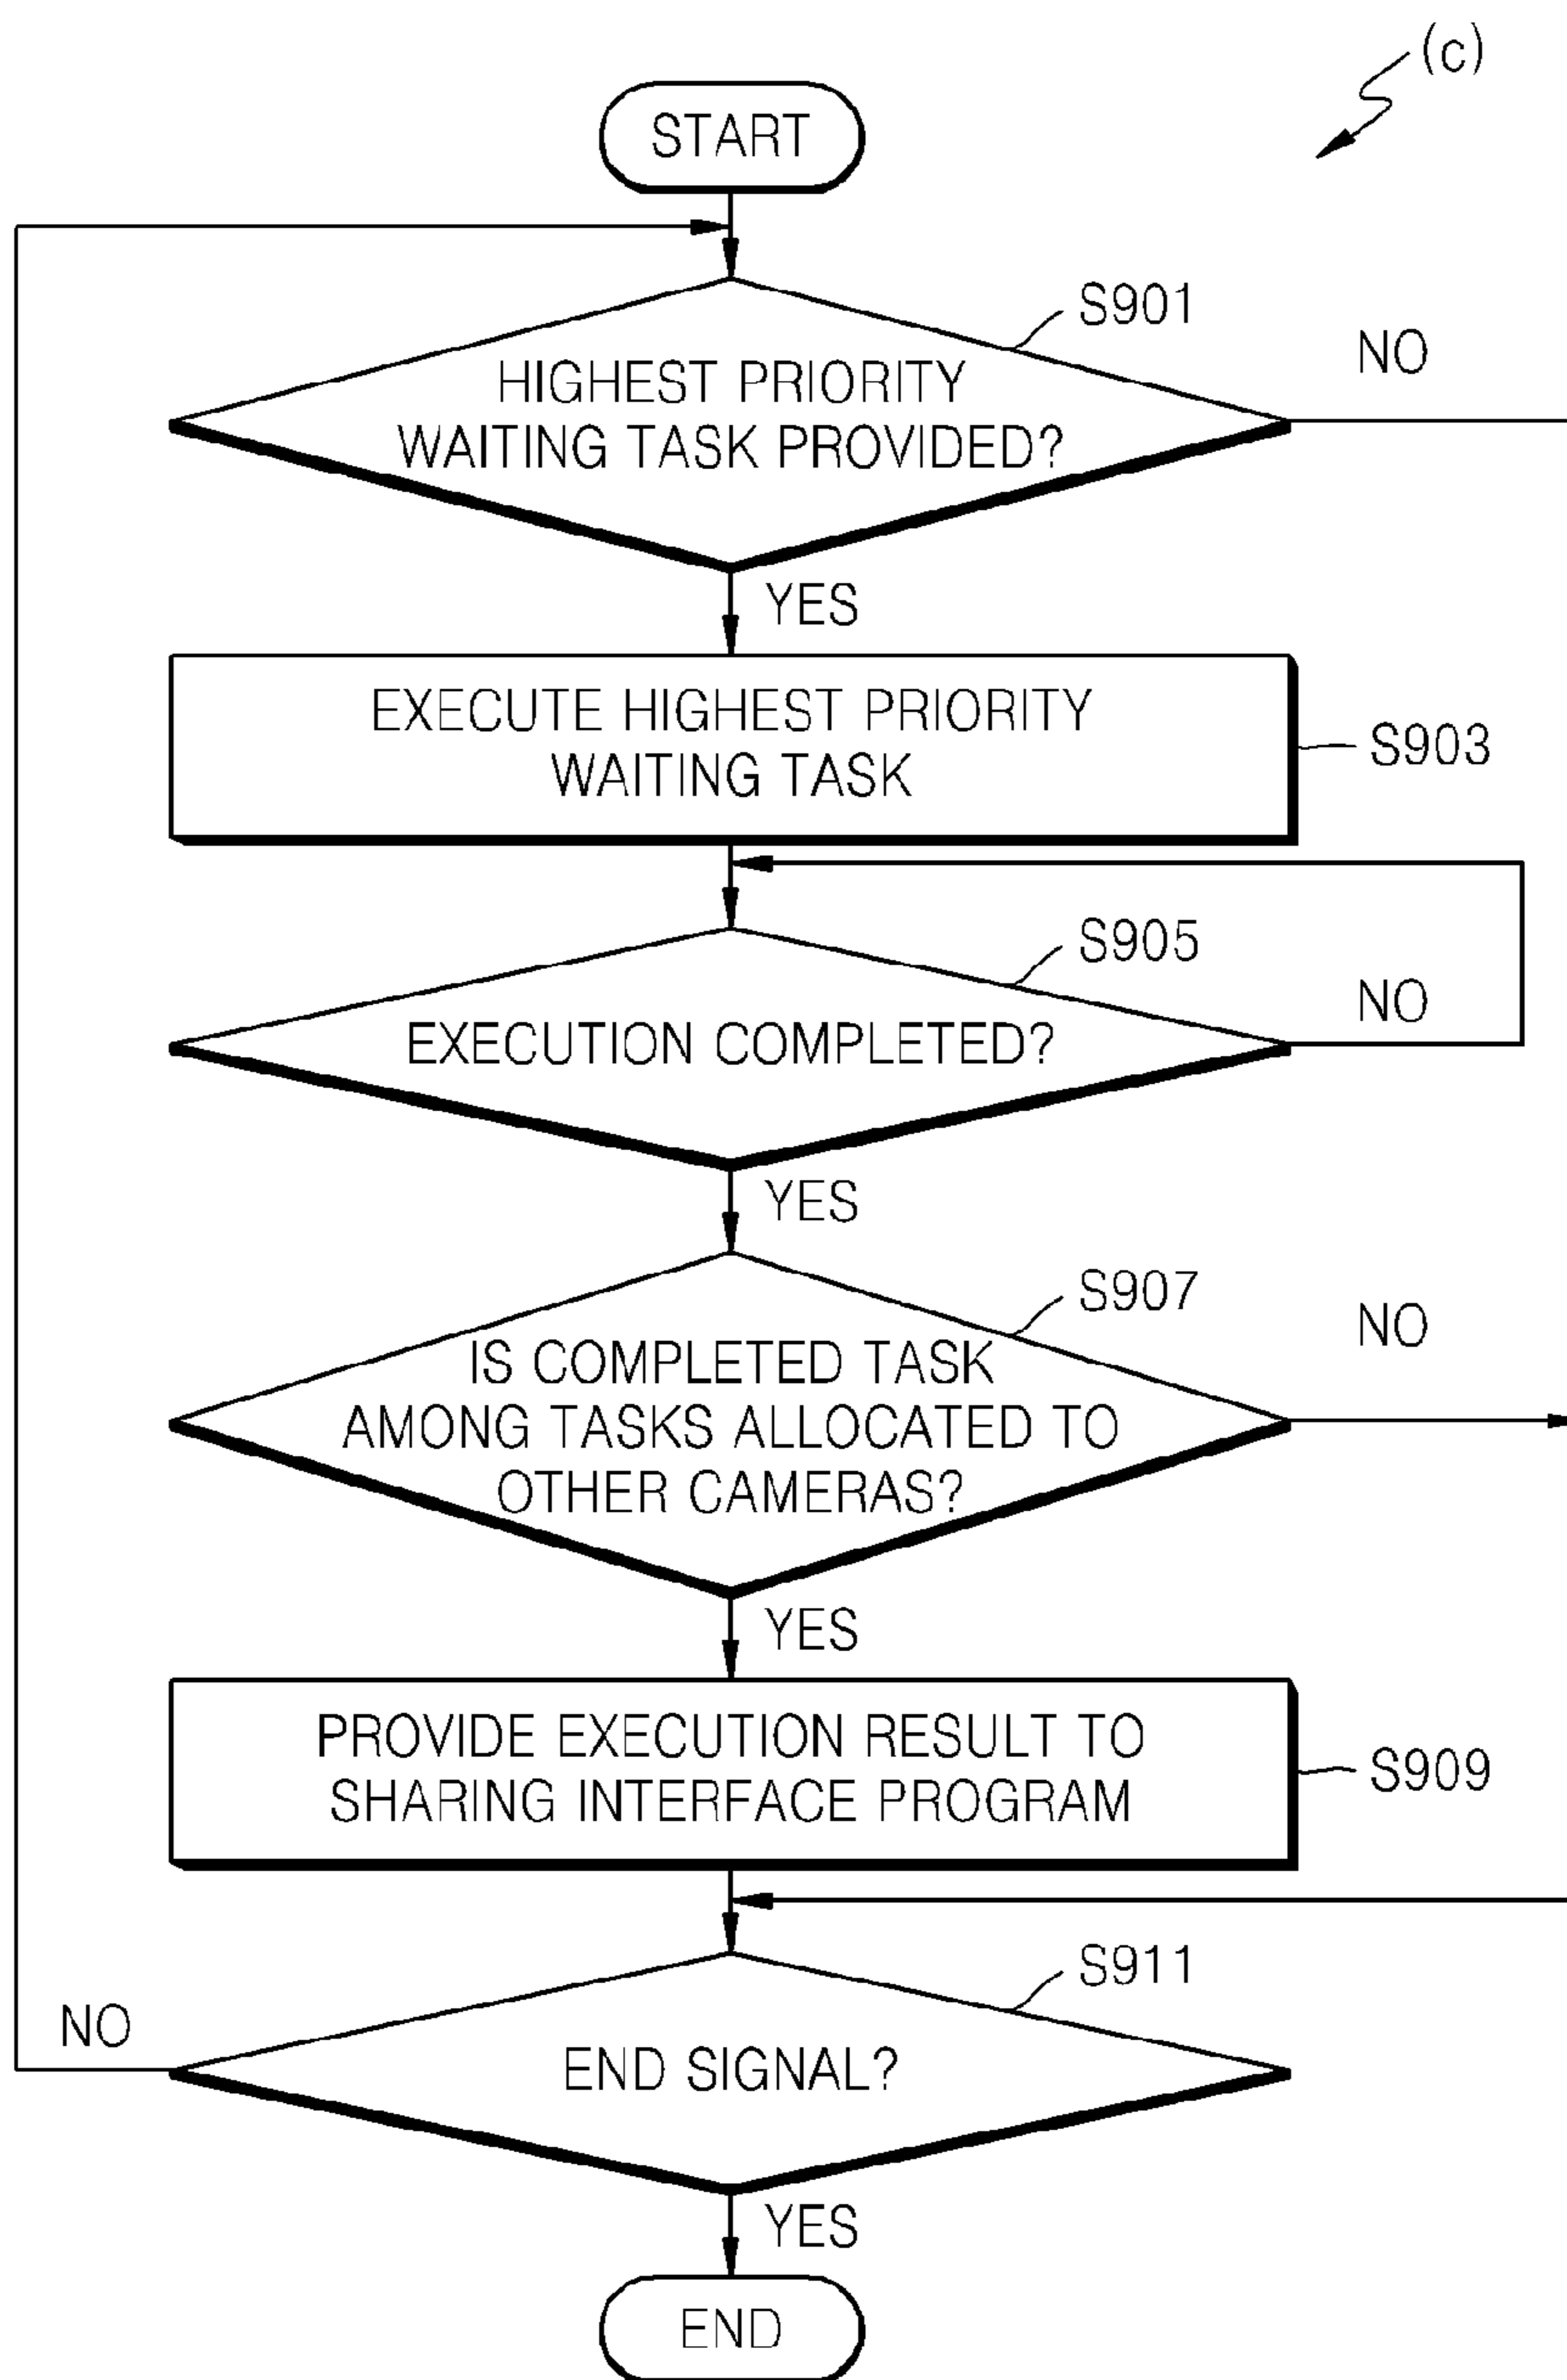 (c)
START
S901
NO
HIGHEST PRIORITY
WAITING TASK PROVIDED?
YES
EXECUTE HIGHEST PRIORITY
WAITING TASK
S903
S905
NO
EXECUTION COMPLETED?
YES
S907
NO
IS COMPLETED TASK
AMONG TASKS ALLOCATED TO
OTHER CAMERAS?
YES
PROVIDE EXECUTION RESULT TO
SHARING INTERFACE PROGRAM
S909
S911
NO
END SIGNAL?
YES
END